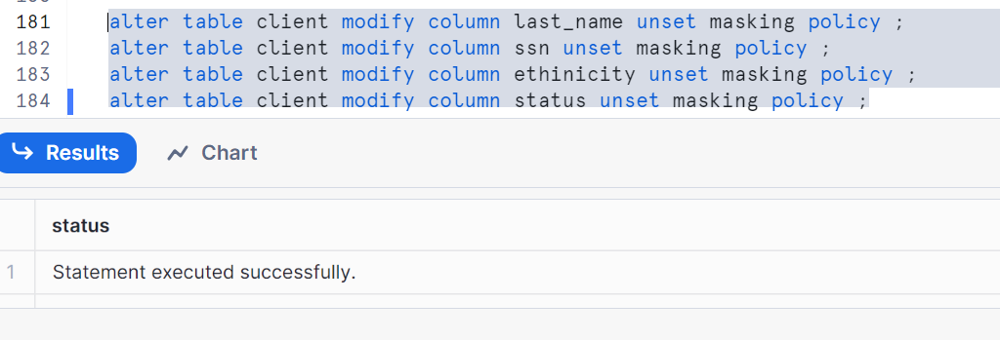 181 alter table client modify column last_name unset masking policy ;
182 alter table client modify column ssn unset masking policy ;
183 alter table client modify column ethinicity unset masking policy ;
184 alter table client modify column status unset masking policy ;
Results Chart
status
1 Statement executed successfully.